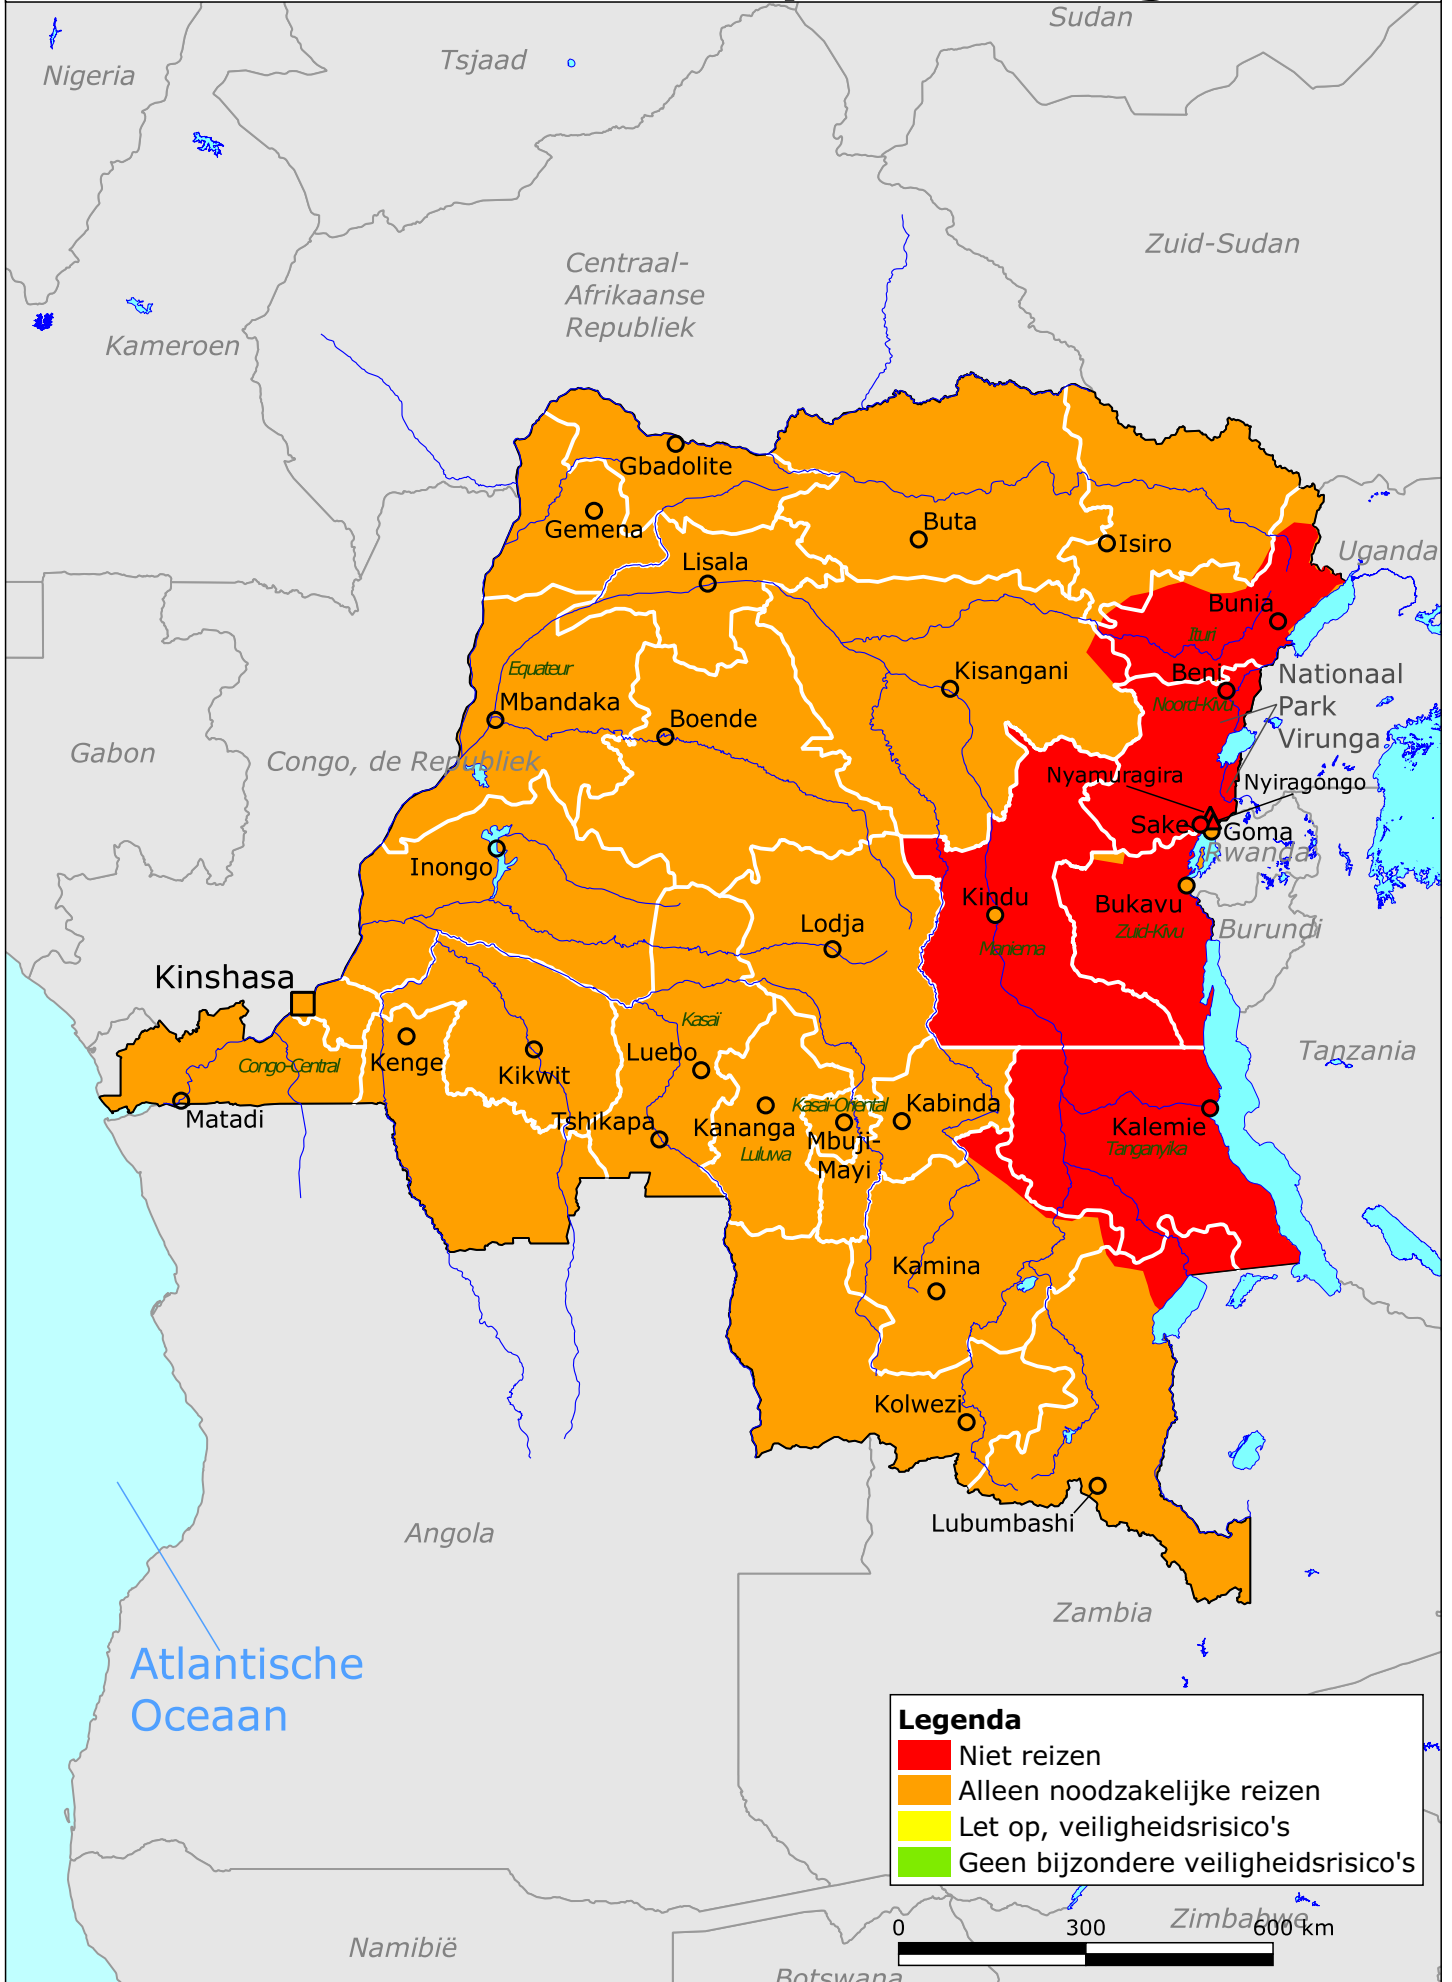 Sudan
Tsjaad
Nigeria
Zuid-Sudan
Centraal-
Afrikaanse
Republiek
Kameroen
Gbadolite
Gemena
Buta
Isiro
Uganda
Lisala
Bunia
Ituri
Equateur
Kisangani
Beni
Nationaal
Park
Virunga
Noord-Kivu
Mbandaka
Boende
Gabon
Congo, de Republiek
Nyamuragira
Nyiragongo
Sake
Goma
Rwanda
Inongo
Kindu
Bukavu
Zuid-Kivu
Burundi
Lodja
Maniema
Kinshasa
Kasaï
Congo-Central
Kenge
Kikwit
Luebo
Tanzania
Matadi
Tshikapa
Kananga
Kasaï-Oriental
Kabinda
Mbuji-
Mayi
Luluwa
Kalemie
Tanganyika
Kamina
Kolwezi
Lubumbashi
Angola
Zambia
Atlantische
Oceaan
Legenda
Niet reizen
Alleen noodzakelijke reizen
Let op, veiligheidsrisico's
Geen bijzondere veiligheidsrisico's
Zimbabwe
0 300 600 km
Namibië
Botswana